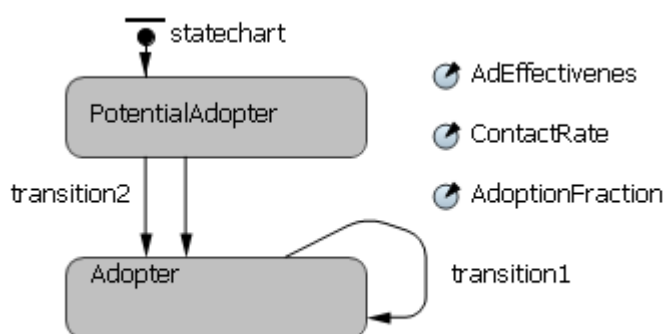 statechart
AdEffectivenes
PotentialAdopter
ContactRate
transition2
AdoptionFraction
Adopter
transition1